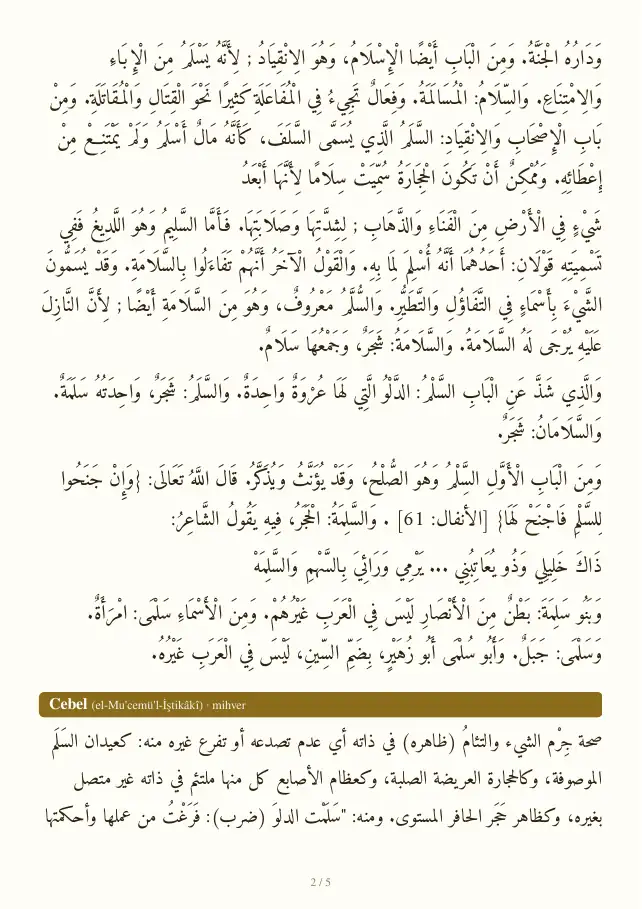 وَدَارُهُ الْجَنَّةُ. وَمِنَ الْبَابِ أَيْضًا الْإِسْلَامُ، وَهُوَ الِانْقِيَادُ ; لِأَنَّهُ يَسْلَمُ مِنَ الْإِبَاءِ
وَالِامْتِنَاعِ. وَالسِّلَامُ: الْمُسَالَمَةُ. وَفِعَالٌ تَجِيءُ فِي الْمُفَاعَلَةِ كَثِيرًا نَحْوَ الْقِتَالِ وَالْمُقَاتَلَةِ. وَمِنْ
بَابِ الْإِصْحَابِ وَالِانْقِيَادِ: السَّلَمُ الَّذِي يُسَمَّى السَّلَفَ، كَأَنَّهُ مَالٌ أَسْلَمُ وَلَمْ يَمْتَنِعْ مِنْ
إِعْطَائِهِ. وَمُمْكِنٌ أَنْ تَكُونَ الْحِجَارَةُ سُمِّيَتْ سِلَامًا لِأَنَّهَا أَبْعَدُ
شَيْءٍ فِي الْأَرْضِ مِنَ الْفَنَاءِ وَالذَّهَابِ ; لِشِدَّتِهَا وَصَلَابَتِهَا. فَأَمَّا السَّلِيمُ وَهُوَ اللَّدِيغُ فَفِي
تَسْمِيَتِهِ قَوْلَانِ: أَحَدُهُمَا أَنَّهُ أُسْلِمَ لِمَا بِهِ. وَالْقَوْلُ الْآخَرُ أَنَّهُمْ تَفَاءَلُوا بِالسَّلَامَةِ. وَقَدْ يُسَمُّونَ
الشَّيْءَ بِأَسْمَاءٍ فِي التَّفَاؤُلِ وَالتَّطَيُّرِ. وَالسُّلَّمُ مَعْرُوفٌ، وَهُوَ مِنَ السَّلَامَةِ أَيْضًا ; لِأَنَّ النَّازِلَ
عَلَيْهِ يُرْجَى لَهُ السَّلَامَةُ. وَالسَّلَامَةُ: شَجَرٌ، وَجَمْعُهَا سَلَامٌ.
وَالَّذِي شَذَّ عَنِ الْبَابِ السَّلْمُ: الدَّلْوُ الَّتِي لَهَا عُرْوَةٌ وَاحِدَةٌ. وَالسَّلَمُ: شَجَرٌ، وَاحِدَتُهُ سَلَمَةٌ.
وَالسَّلَامَانُ: شَجَرٌ.
وَمِنَ الْبَابِ الْأَوَّلِ السَّلْمُ وَهُوَ الصُّلْحُ، وَقَدْ يُؤَنَّثُ وَيُذَكَّرُ. قَالَ اللَّهُ تَعَالَى: {وَإِنْ جَنَحُوا
لِلسَّلْمِ فَاجْنَحْ لَهَا} [الأنفال: 61] . وَالسَّلِمَةُ: الْحَجَرُ، فِيهِ يَقُولُ الشَّاعِرُ:
ذَاكَ خَلِيلِي وَذُو يُعَاتِبُنِي ... يَرْمِي وَرَائِيَ بِالسَّهْمِ وَالسَّلِمَهْ
وَبَنُو سَلِمَةَ: بَطْنٌ مِنَ الْأَنْصَارِ لَيْسَ فِي الْعَرَبِ غَيْرُهُمْ. وَمِنَ الْأَسْمَاءِ سَلْمَى: امْرَأَةٌ.
وَسَلْمَى: جَبَلٌ. وَأَبُو سُلْمَى أَبُو زُهَيْرٍ، بِضَمِّ السِّينِ، لَيْسَ فِي الْعَرَبِ غَيْرُهُ.
Cebel (el-Mu'cemü'l-İştikâkî) · mihver
صحة جِرْم الشيء والتئامُ (ظاهره) في ذاته أي عدم تصدعه أو تفرع غيره منه: كعيدان السَلَم
الموصوفة، وكالحجارة العريضة الصلبة، وكعظام الأصابع كل منها ملتئم في ذاته غير متصل
بغيره، وكظاهر حَجَر الحافر المستوى. ومنه: "سَلَمْت الدلوَ (ضرب): فَرَغْتُ من عملها وأحكمتها
2 / 5